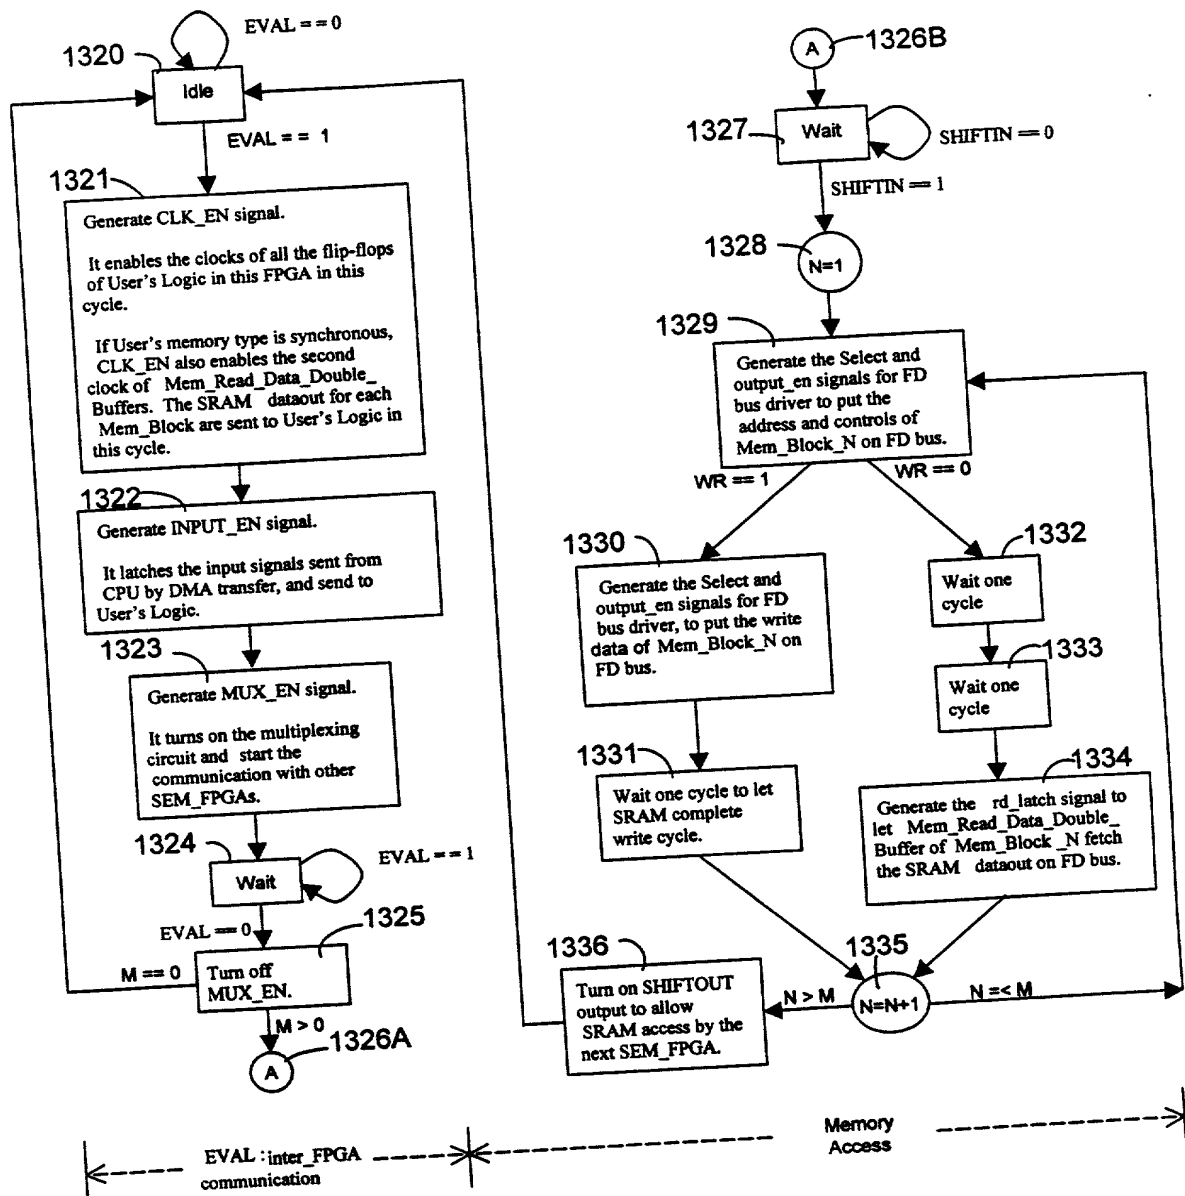 EVAL == 0
1320
Idle
EVAL == 1
1321
Generate CLK_EN signal.
It enables the clocks of all the flip-flops
of User's Logic in this FPGA in this
cycle.
If User's memory type is synchronous,
CLK_EN also enables the second
clock of Mem_Read_Data_Double_
Buffers. The SRAM dataout for each
Mem_Block are sent to User's Logic in
this cycle.
1322
Generate INPUT_EN signal.
It latches the input signals sent from
CPU by DMA transfer, and send to
User's Logic.
1323
Generate MUX_EN signal.
It turns on the multiplexing
circuit and start the
communication with other
SEM_FPGAs.
1324
Wait
EVAL == 1
EVAL == 0
1325
M == 0
Turn off
MUX_EN.
M > 0
A
1326A
A
1326B
1327
Wait
SHIFTIN == 0
SHIFTIN == 1
1328
N=1
1329
Generate the Select and
output_en signals for FD
bus driver to put the
address and controls of
Mem_Block_N on FD bus.
WR == 1
WR == 0
1330
Generate the Select and
output_en signals for FD
bus driver, to put the write
data of Mem_Block_N on
FD bus.
1331
Wait one cycle to let
SRAM complete
write cycle.
1332
Wait one
cycle
1333
Wait one
cycle
1334
Generate the rd_latch signal to
let Mem_Read_Data_Double_
Buffer of Mem_Block _N fetch
the SRAM dataout on FD bus.
1335
N=N+1
N =< M
N > M
1336
Turn on SHIFTOUT
output to allow
SRAM access by the
next SEM_FPGA.
EVAL : inter_FPGA
communication
Memory
Access